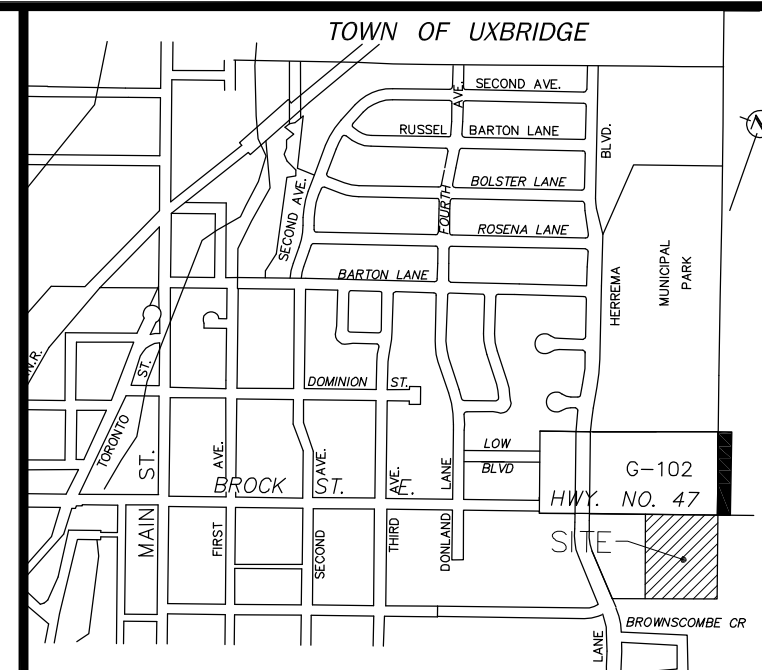 TOWN OF UXBRIDGE
SECOND AVE.
AVE.
RUSSEL BARTON LANE
BLVD.
N
BOLSTER LANE
FOURTH
SECOND AVE.
ROSENA LANE
BARTON LANE
HERREMA
MUNICIPAL
PARK
N.R.
ST.
TORONTO
DOMINION ST.
MAIN ST.
FIRST AVE.
SECOND AVE.
THIRD AVE.
DONLAND LANE
LOW
BLVD
BROCK ST. E.
G-102
HWY. NO. 47
SITE
BROWNSCOMBE CR
LANE